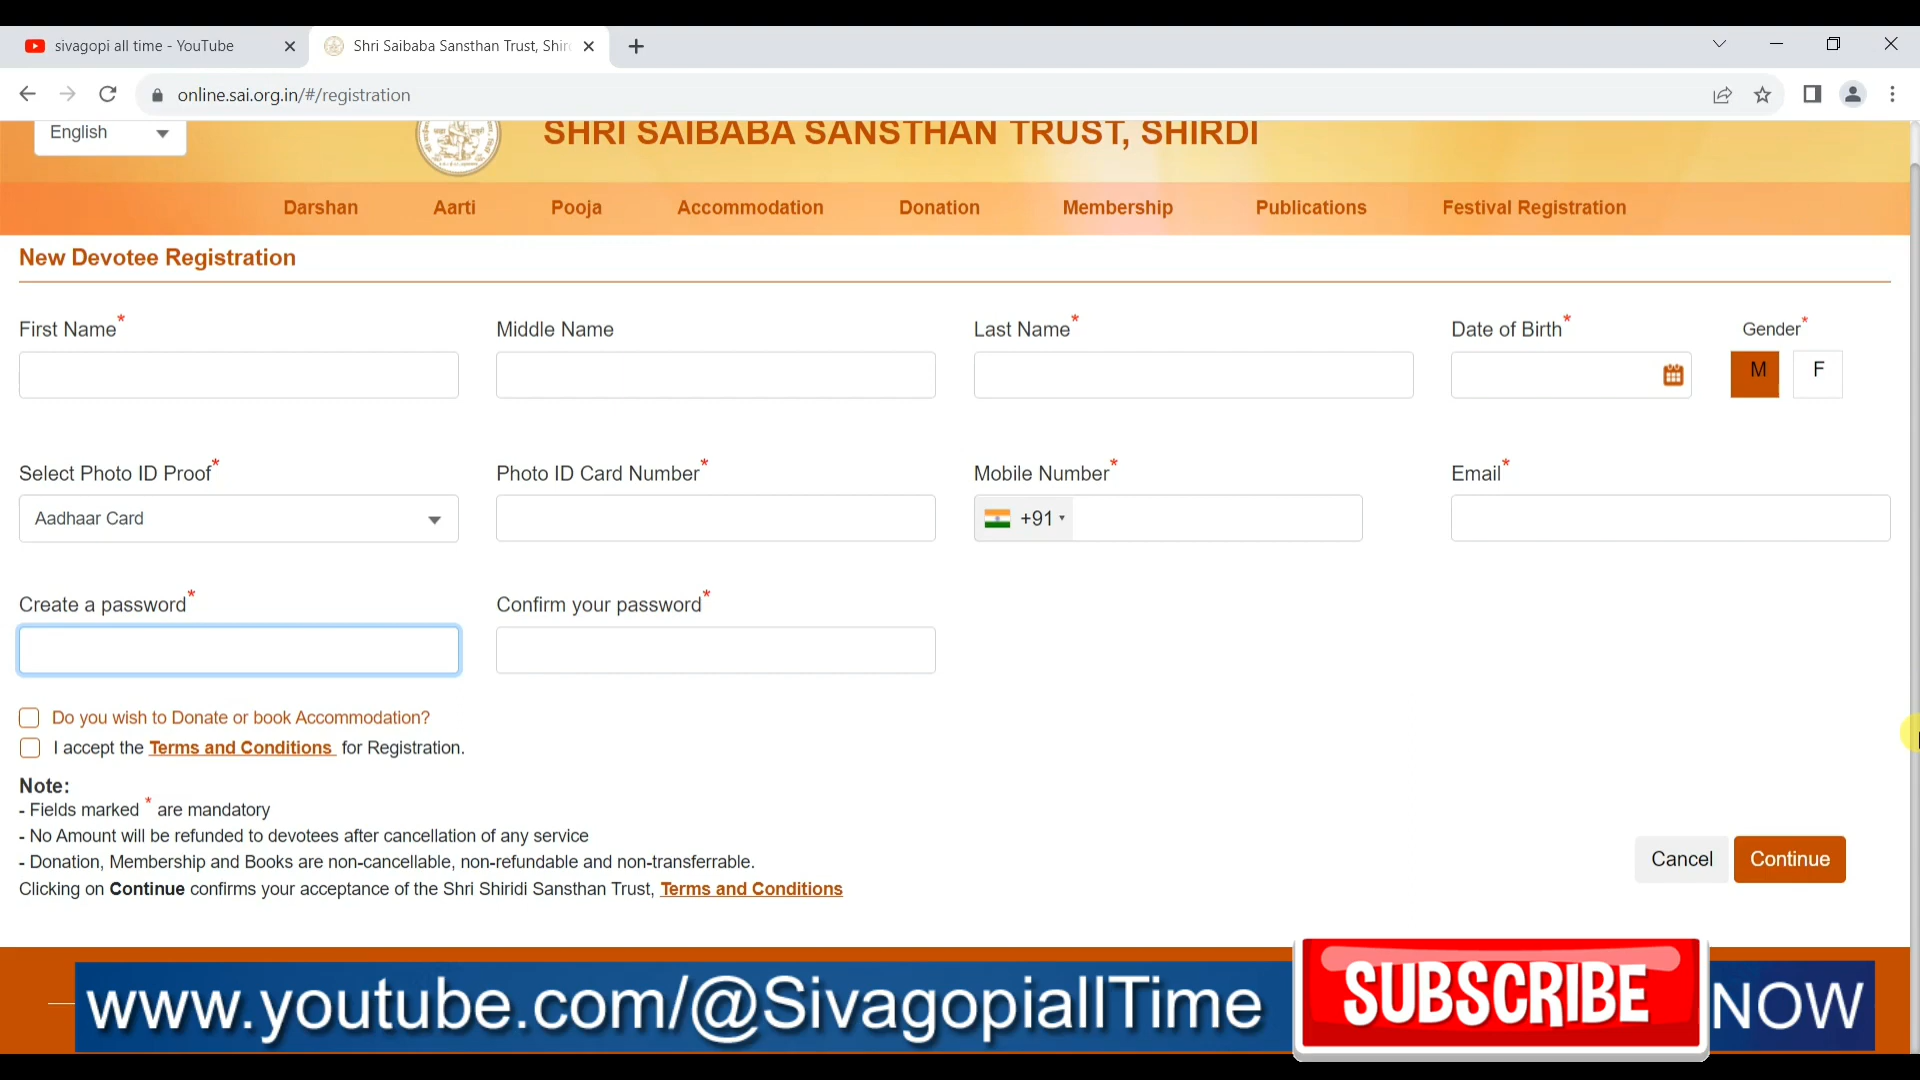 sivagopi all time - YouTube
Shri Saibaba Sansthan Trust, Shir
online.sai.org.in/#/registration
English
SHRI SAIBABA SANSTHAN TRUST, SHIRDI
Darshan Aarti Pooja Accommodation Donation Membership Publications Festival Registration
New Devotee Registration
First Name* Middle Name Last Name* Date of Birth* Gender*
M F
Select Photo ID Proof* Photo ID Card Number* Mobile Number* Email*
Aadhaar Card +91
Create a password* Confirm your password*
Do you wish to Donate or book Accommodation?
I accept the Terms and Conditions for Registration.
Note:
- Fields marked * are mandatory
- No Amount will be refunded to devotees after cancellation of any service
- Donation, Membership and Books are non-cancellable, non-refundable and non-transferrable.
Cancel Continue
Clicking on Continue confirms your acceptance of the Shri Shiridi Sansthan Trust, Terms and Conditions
www.youtube.com/@SivagopiallTime SUBSCRIBE NOW